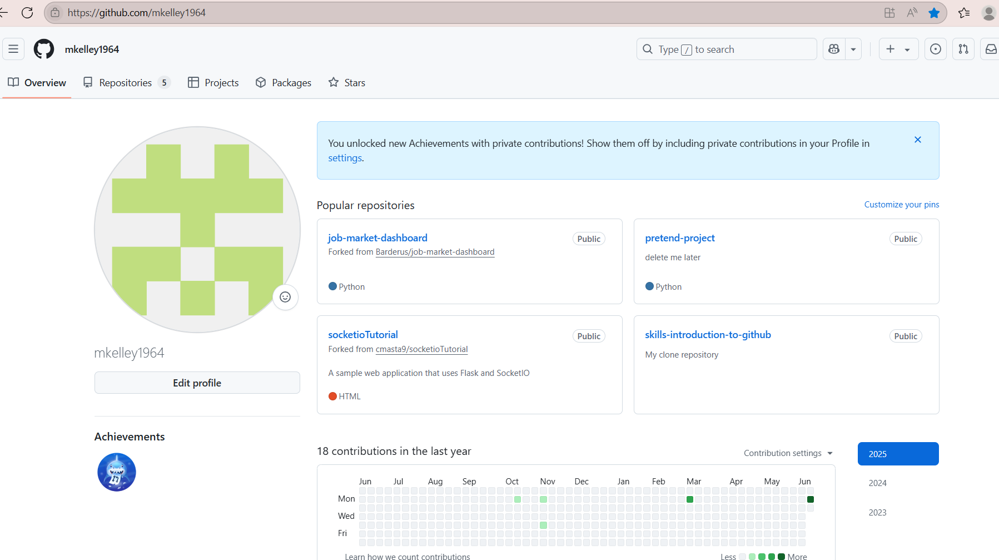 https://github.com/mkelley1964
mkelley1964
Type / to search
Overview
Repositories 5
Projects
Packages
Stars
You unlocked new Achievements with private contributions! Show them off by including private contributions in your Profile in
settings.
mkelley1964
Edit profile
Achievements
Popular repositories
Customize your pins
job-market-dashboard
Public
Forked from Barderus/job-market-dashboard
Python
pretend-project
Public
delete me later
Python
socketioTutorial
Public
Forked from cmasta9/socketioTutorial
A sample web application that uses Flask and SocketIO
HTML
skills-introduction-to-github
Public
My clone repository
18 contributions in the last year
Contribution settings
2025
2024
2023
Jun Jul Aug Sep Oct Nov Dec Jan Feb Mar Apr May Jun
Mon
Wed
Fri
Learn how we count contributions
Less More